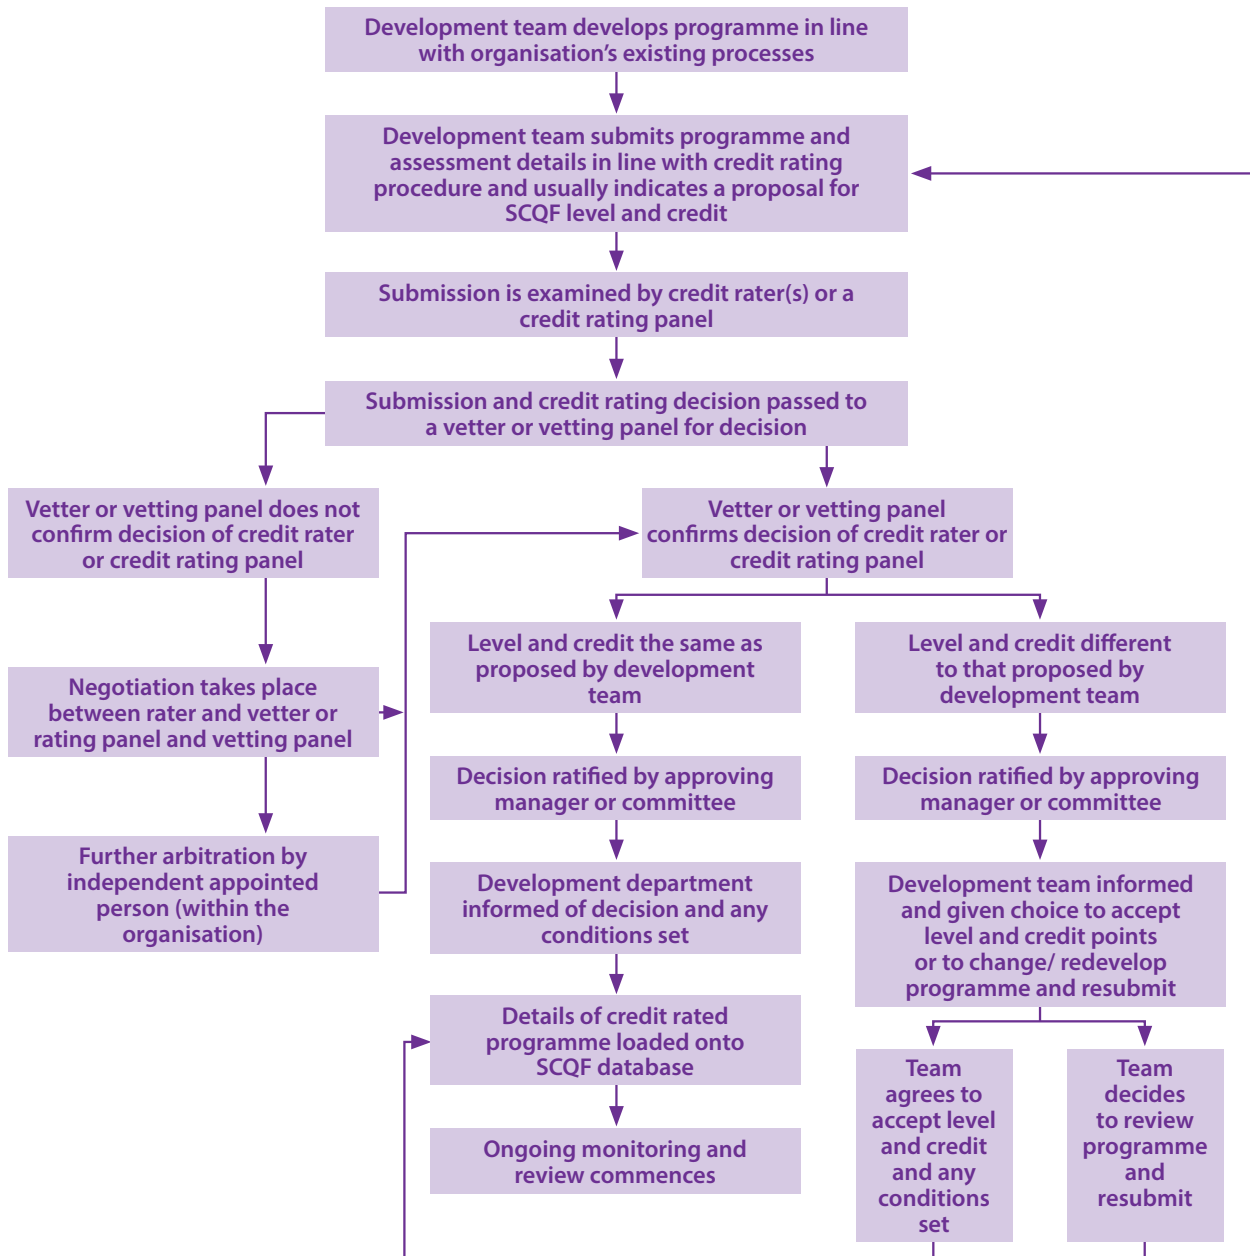 Development team develops programme in line
with organisation’s existing processes
Development team submits programme and
assessment details in line with credit rating
procedure and usually indicates a proposal for
SCQF level and credit
Submission is examined by credit rater(s) or a
credit rating panel
Submission and credit rating decision passed to
a vetter or vetting panel for decision
Vetter or vetting panel does not
confirm decision of credit rater
or credit rating panel
Negotiation takes place
between rater and vetter or
rating panel and vetting panel
Further arbitration by
independent appointed
person (within the
organisation)
Vetter or vetting panel
confirms decision of credit rater or
credit rating panel
Level and credit the same as
proposed by development
team
Decision ratified by approving
manager or committee
Development department
informed of decision and any
conditions set
Details of credit rated
programme loaded onto
SCQF database
Ongoing monitoring and
review commences
Level and credit different
to that proposed by
development team
Decision ratified by approving
manager or committee
Development team informed
and given choice to accept
level and credit points
or to change/ redevelop
programme and resubmit
Team
agrees to
accept level
and credit
and any
conditions
set
Team
decides
to review
programme
and
resubmit